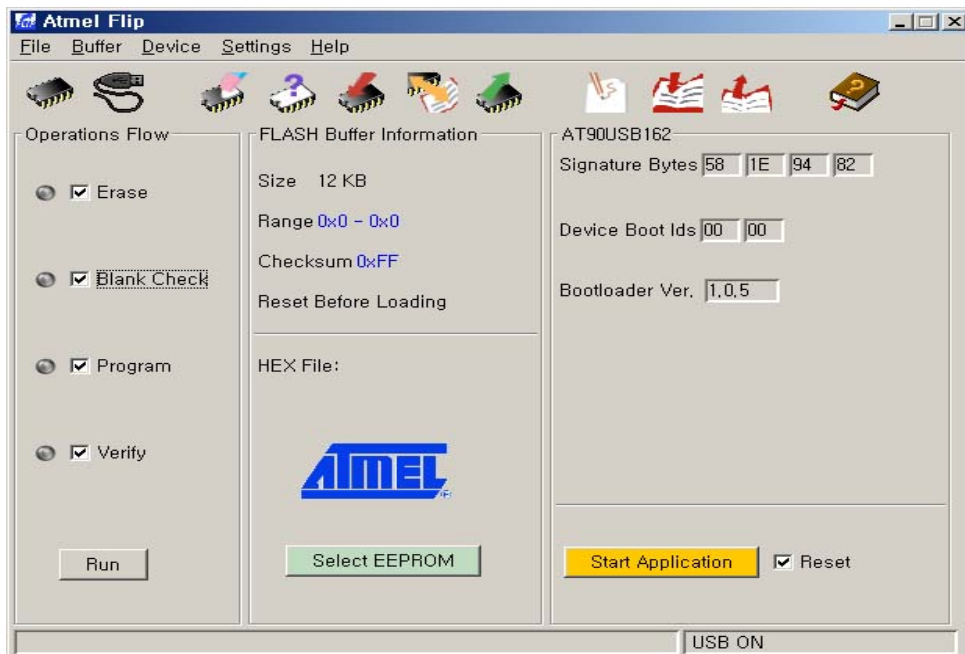 Atmel Flip
File Buffer Device Settings Help
Operations Flow
Erase
Blank Check
Program
Verify
Run
FLASH Buffer Information
Size 12 KB
Range 0x0 - 0x0
Checksum 0xFF
Reset Before Loading
HEX File:
ATMEL
Select EEPROM
AT90USB162
Signature Bytes 58 1E 94 82
Device Boot Ids 00 00
Bootloader Ver, 1,0,5
Start Application Reset
USB ON